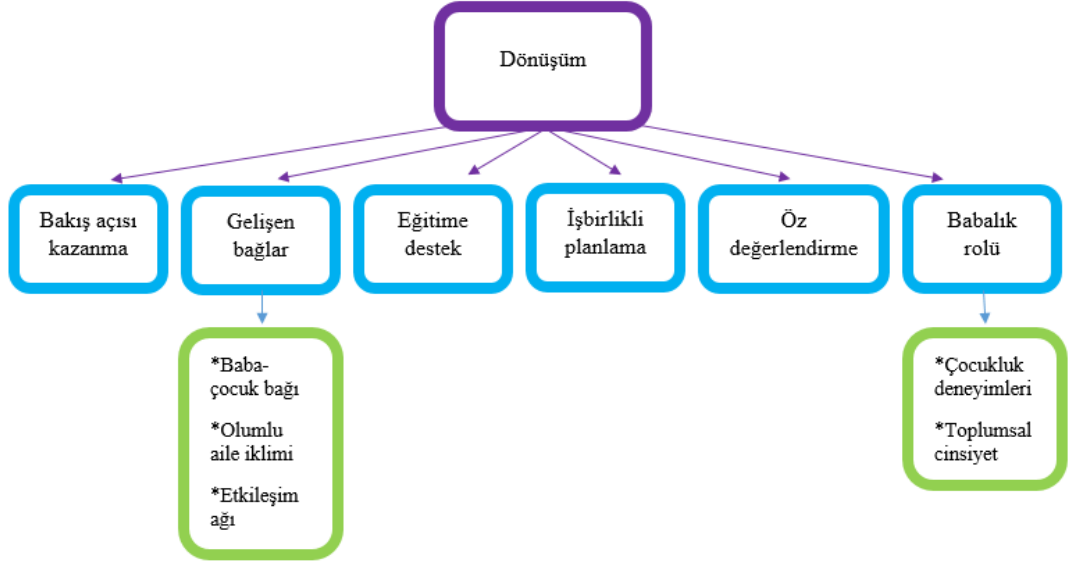 Dönüşüm
Bakış açısı
kazanma
Gelişen
bağlar
Eğitime
destek
İşbirlikli
planlama
Öz
değerlendirme
Babalık
rolü
*Baba-
çocuk bağı
*Olumlu
aile iklimi
*Etkileşim
ağı
*Çocukluk
deneyimleri
*Toplumsal
cinsiyet